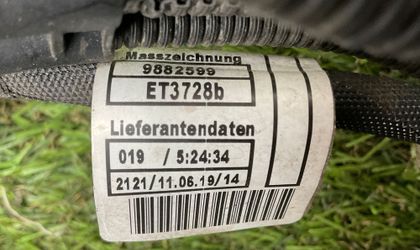 Masszeichnung
9882599
ET3728b
Lieferantendaten
019 / 5:24:34
2121/11.06.19/14